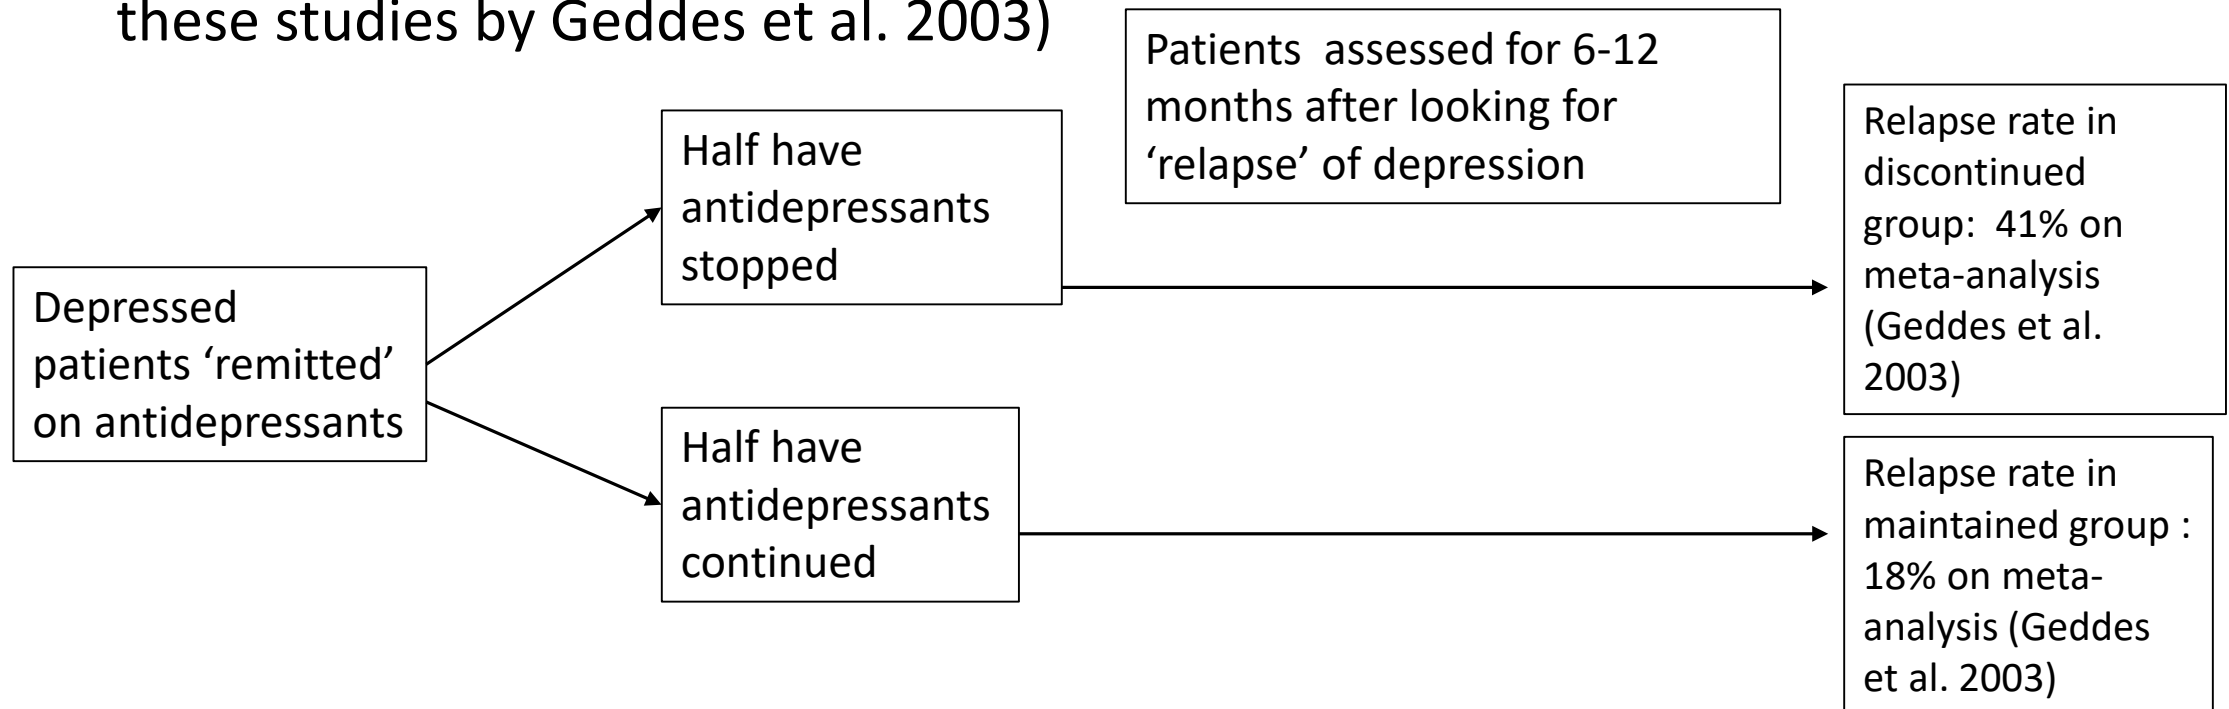 these studies by Geddes et al. 2003)
Patients  assessed for 6-12
months after looking for
‘relapse’ of depression
Depressed
patients ‘remitted’
on antidepressants
Half have
antidepressants
stopped
Half have
antidepressants
continued
Relapse rate in
discontinued
group:  41% on
meta-analysis
(Geddes et al.
2003)
Relapse rate in
maintained group :
18% on meta-
analysis (Geddes
et al. 2003)